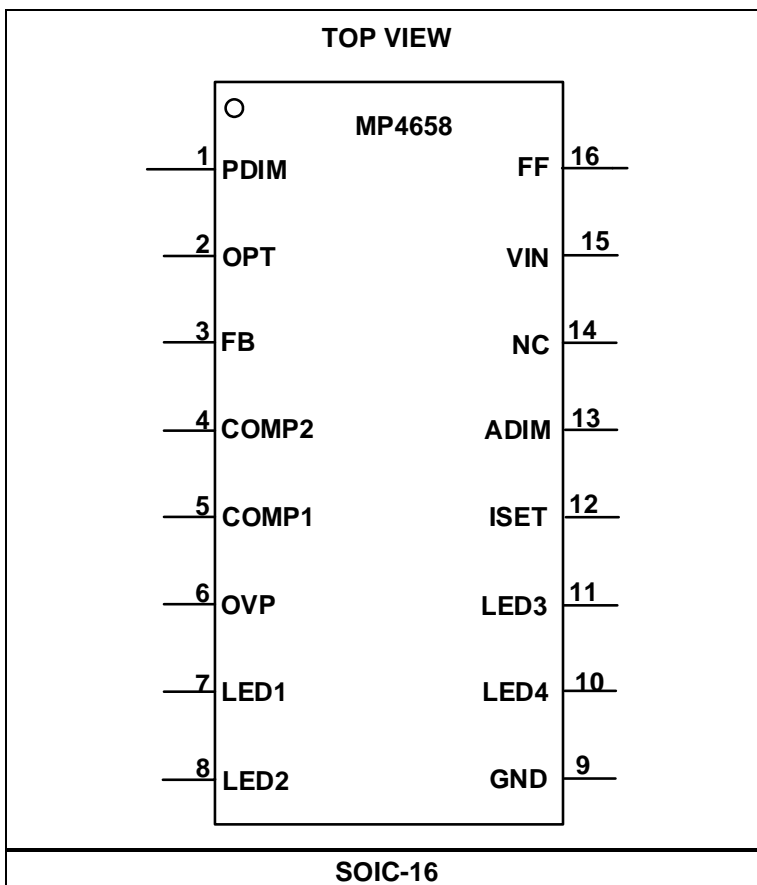 TOP VIEW
MP4658
1 PDIM FF 16
2 OPT VIN 15
3 FB NC 14
4 COMP2 ADIM 13
5 COMP1 ISET 12
6 OVP LED3 11
7 LED1 LED4 10
8 LED2 GND 9
SOIC-16